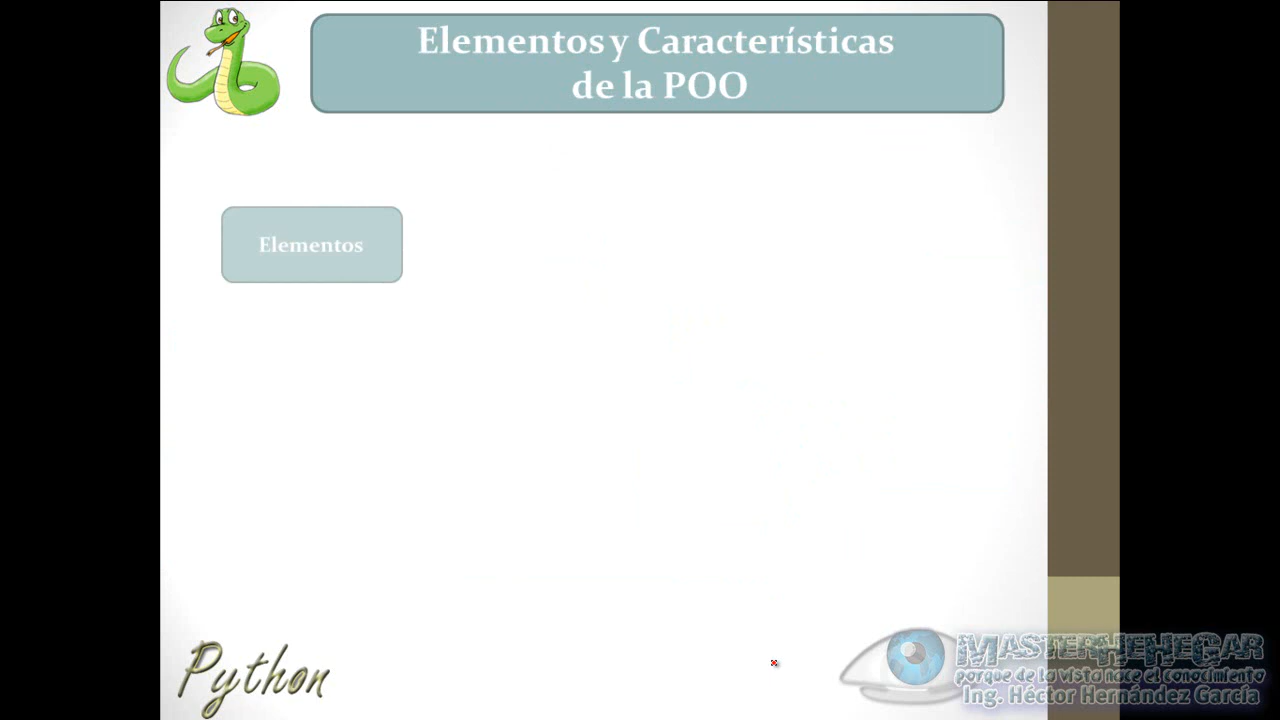 Elementos y Características
de la POO
Elementos
Python
MASTERHEHEGAR
porque de la vista nace el conocimiento
Ing. Héctor Hernández García